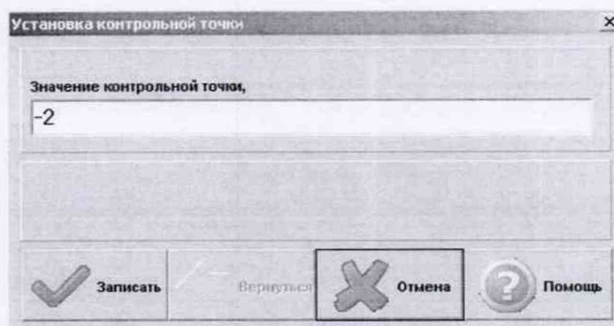 Установка контрольной точки
Значение контрольной точки,
-2
Записать
Вернуться
Отмена
Помощь